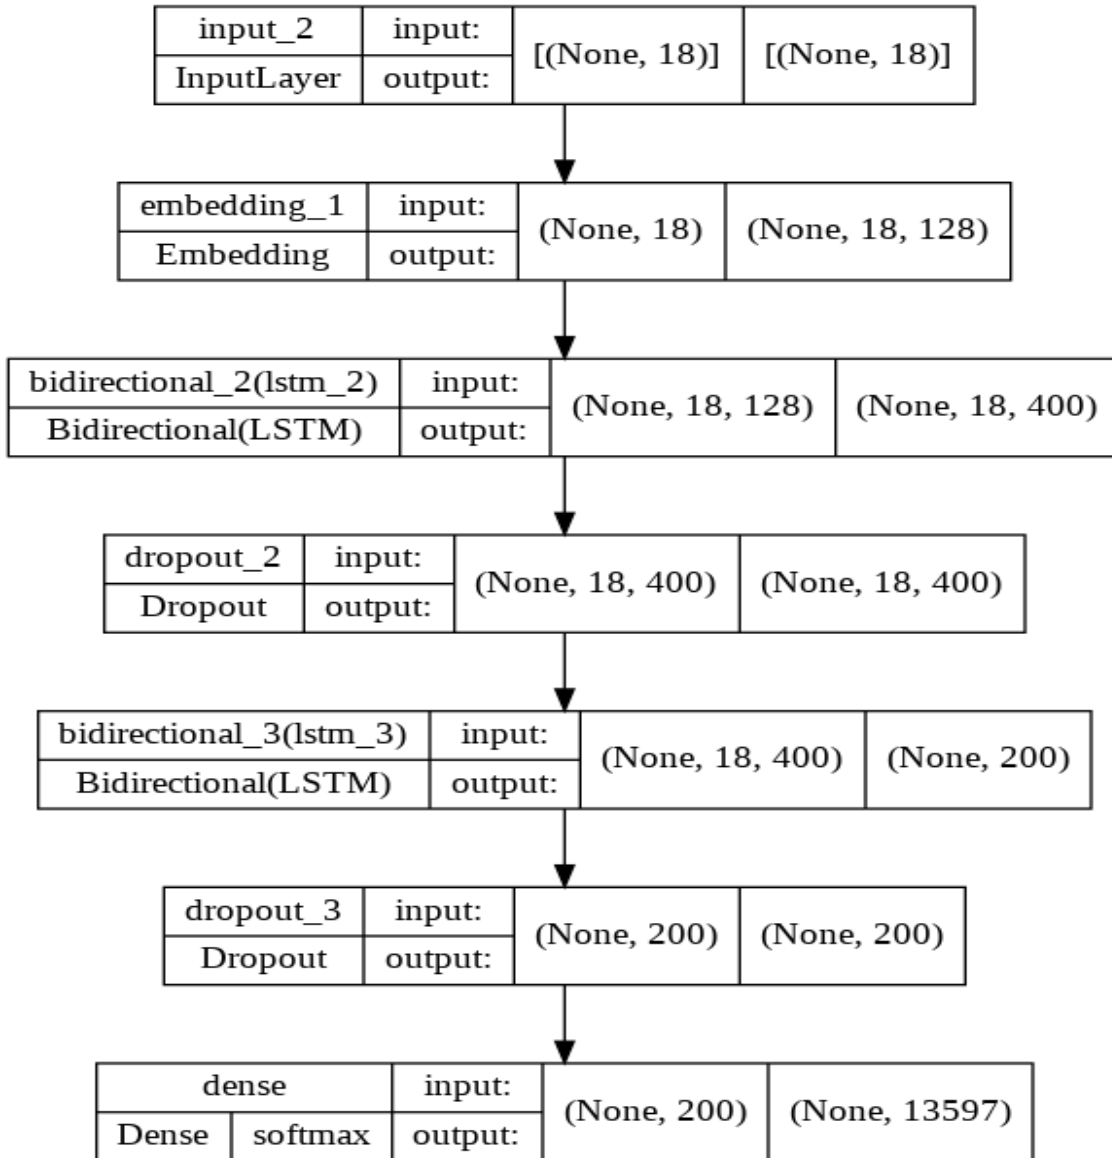 input_2 input: [(None, 18)] [(None, 18)]
InputLayer output:
embedding_1 input: (None, 18) (None, 18, 128)
Embedding output:
bidirectional_2(lstm_2) input: (None, 18, 128) (None, 18, 400)
Bidirectional(LSTM) output:
dropout_2 input: (None, 18, 400) (None, 18, 400)
Dropout output:
bidirectional_3(lstm_3) input: (None, 18, 400) (None, 200)
Bidirectional(LSTM) output:
dropout_3 input: (None, 200) (None, 200)
Dropout output:
dense input: (None, 200) (None, 13597)
Dense softmax output: